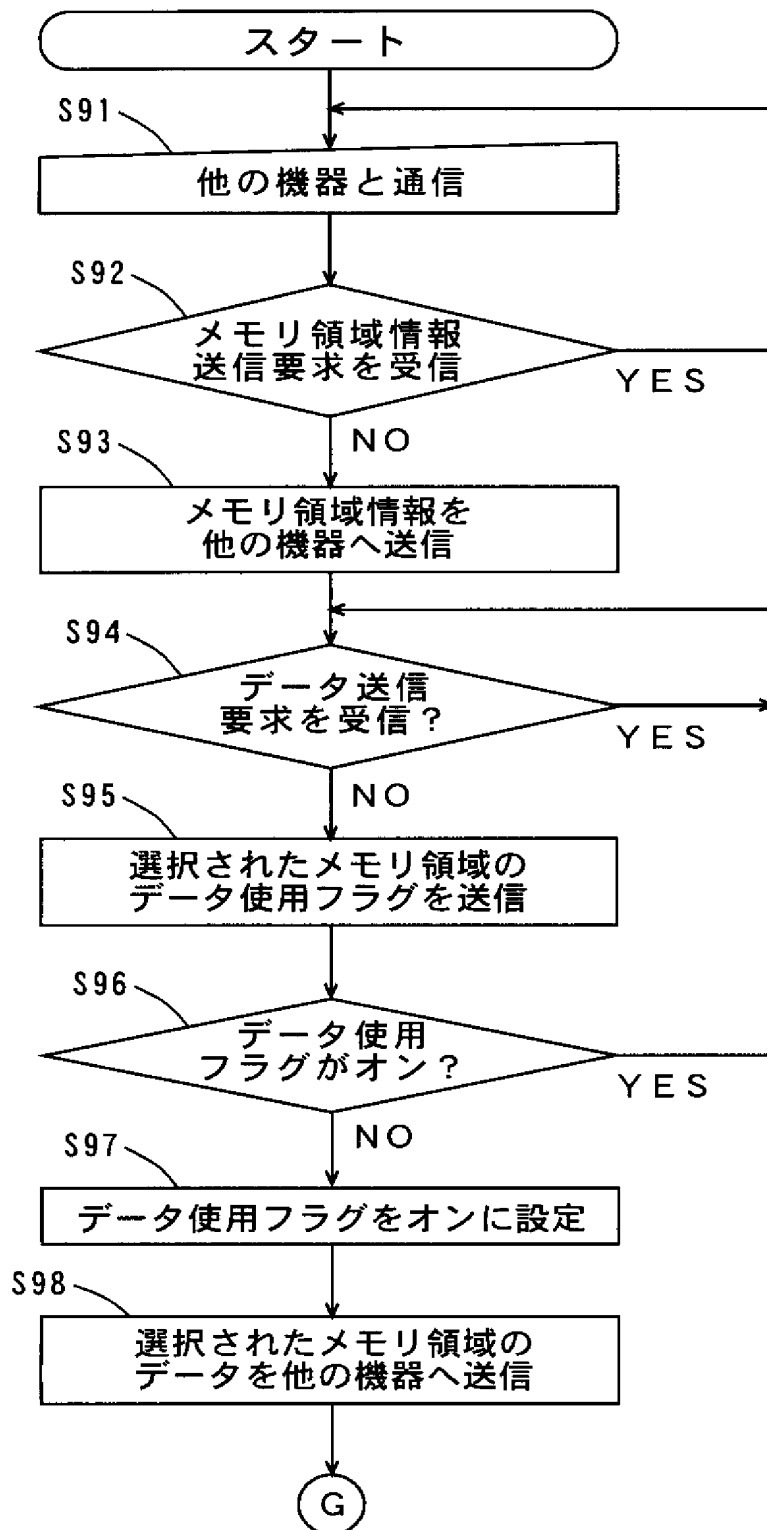 スタート
S91
他の機器と通信
S92
メモリ領域情報
送信要求を受信
YES
NO
S93
メモリ領域情報を
他の機器へ送信
S94
データ送信
要求を受信？
YES
NO
S95
選択されたメモリ領域の
データ使用フラグを送信
S96
データ使用
フラグがオン？
YES
NO
S97
データ使用フラグをオンに設定
S98
選択されたメモリ領域の
データを他の機器へ送信
G